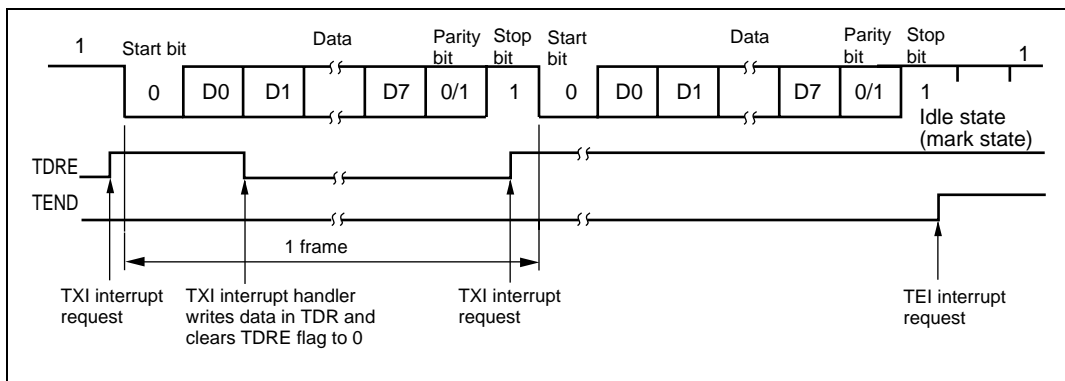 1
Start bit
Data
Parity
bit
Stop
bit
Start
bit
Data
Parity
bit
Stop
bit
1
0
D0
D1
D7
0/1
1
0
D0
D1
D7
0/1
1
Idle state
(mark state)
TDRE
TEND
1 frame
TXI interrupt
request
TXI interrupt handler
writes data in TDR and
clears TDRE flag to 0
TXI interrupt
request
TEI interrupt
request